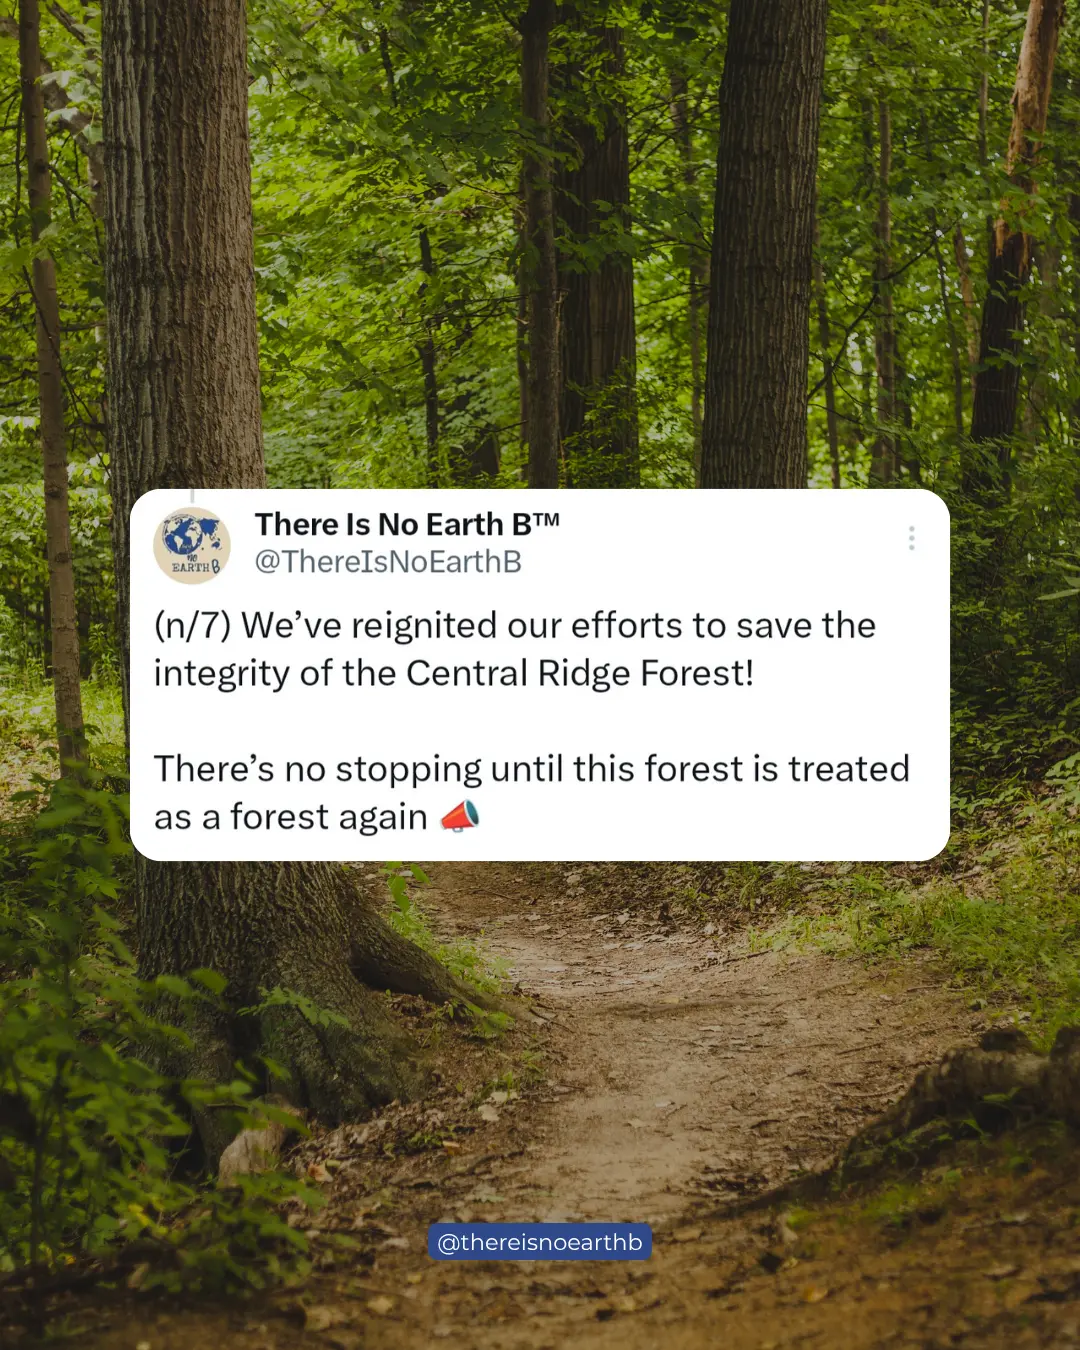 There Is No Earth B™
@ThereIsNoEarthB
NO
EARTH B
(n/7) We’ve reignited our efforts to save the
integrity of the Central Ridge Forest!
There’s no stopping until this forest is treated
as a forest again 📣
@thereisnoearthb